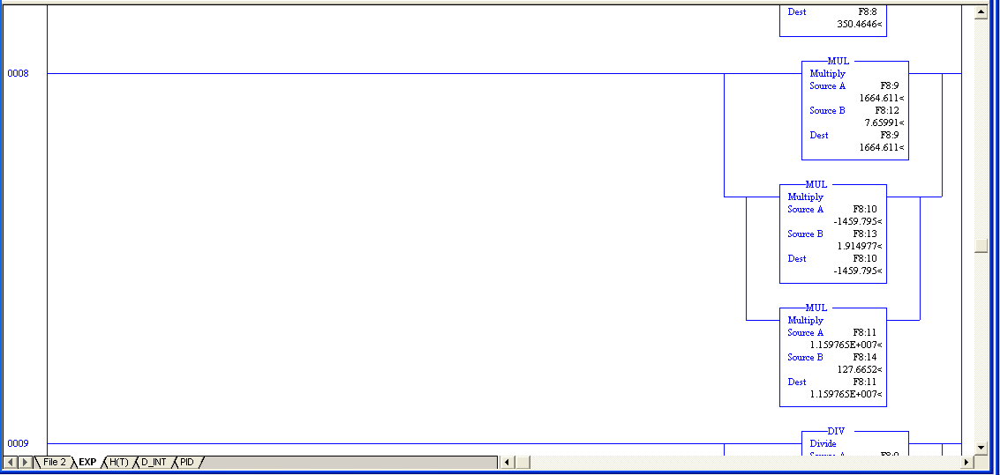 Dest F8:8
350.4646<
0008
MUL
Multiply
Source A F8:9
1664.611<
Source B F8:12
7.65991<
Dest F8:9
1664.611<
MUL
Multiply
Source A F8:10
-1459.795<
Source B F8:13
1.914977<
Dest F8:10
-1459.795<
MUL
Multiply
Source A F8:11
1.159765E+007<
Source B F8:14
127.6652<
Dest F8:11
1.159765E+007<
0009
DIV
Divide
Source A F8:9
File 2 EXP H(T) D_INT PID